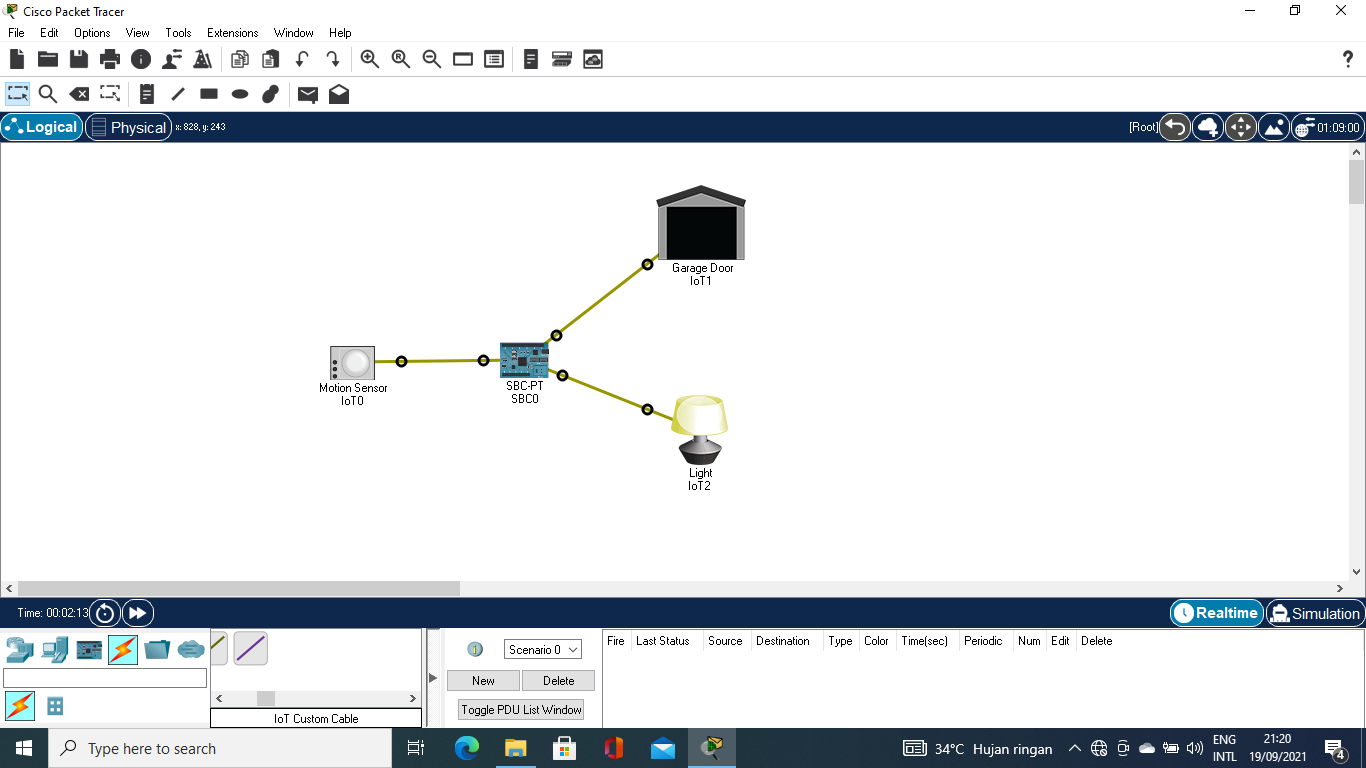 Cisco Packet Tracer
File Edit Options View Tools Extensions Window Help
?
Logical Physical x: 828, y: 243 [Root] 01:09:00
Garage Door
IoT1
Motion Sensor
IoT0
SBC-PT
SBC0
Light
IoT2
Time: 00:02:13 Realtime Simulation
Scenario 0
Fire Last Status Source Destination Type Color Time(sec) Periodic Num Edit Delete
New Delete
Toggle PDU List Window
IoT Custom Cable
Type here to search
34°C Hujan ringan
ENG
INTL
21:20
19/09/2021
4